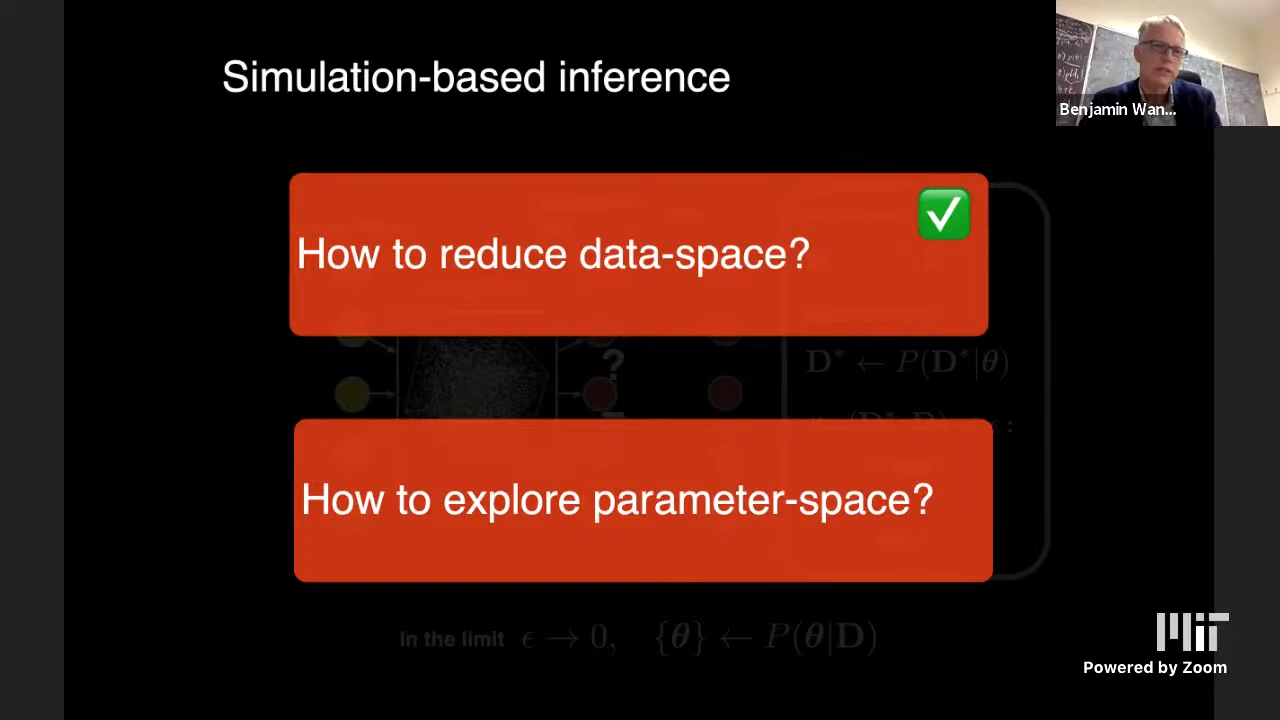 Simulation-based inference
Benjamin Wan...
How to reduce data-space?
?
D* ← P(D*|θ)
How to explore parameter-space?
In the limit ϵ → 0, {θ} ← P(θ|D)
MIT
Powered by Zoom